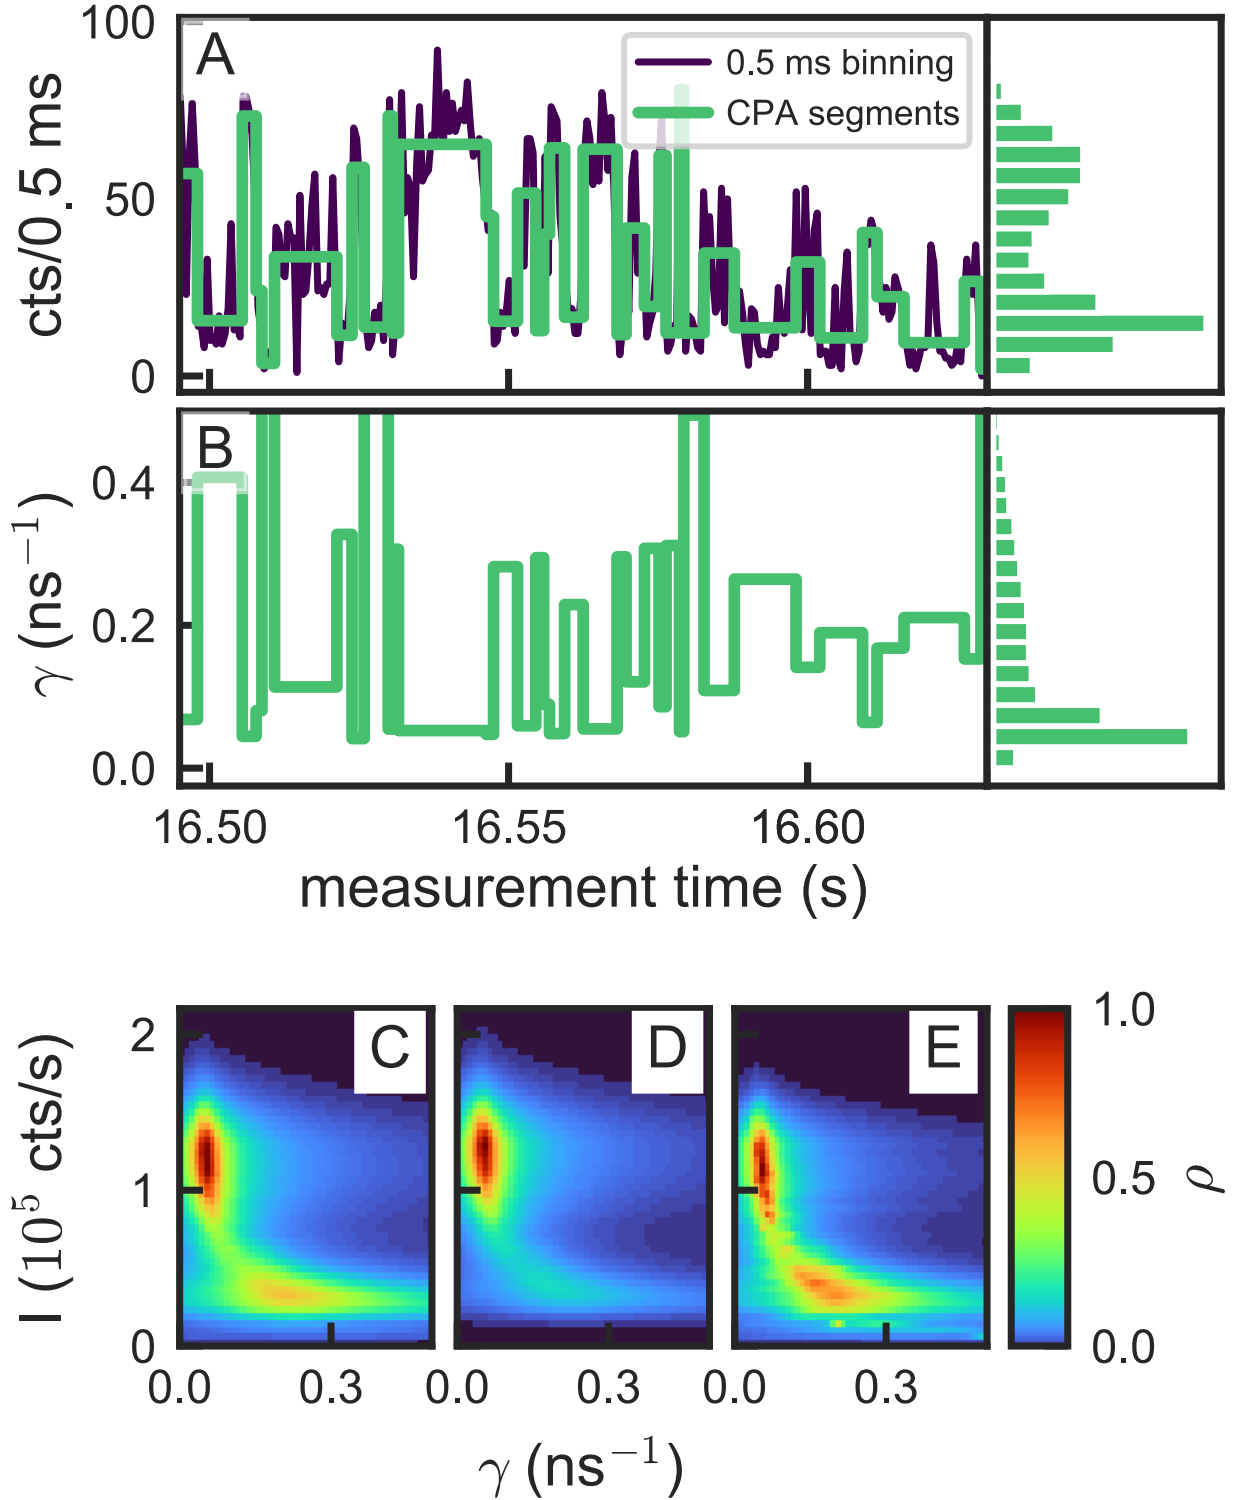 100
A
0.5 ms binning
CPA segments
cts/0.5 ms
50
0
B
0.4
γ (ns⁻¹)
0.2
0.0
16.50 16.55 16.60
measurement time (s)
2
C D E
1.0
I (10⁵ cts/s)
1
0.5
ρ
0
0.0
0.0 0.3 0.0 0.3 0.0 0.3
γ (ns⁻¹)